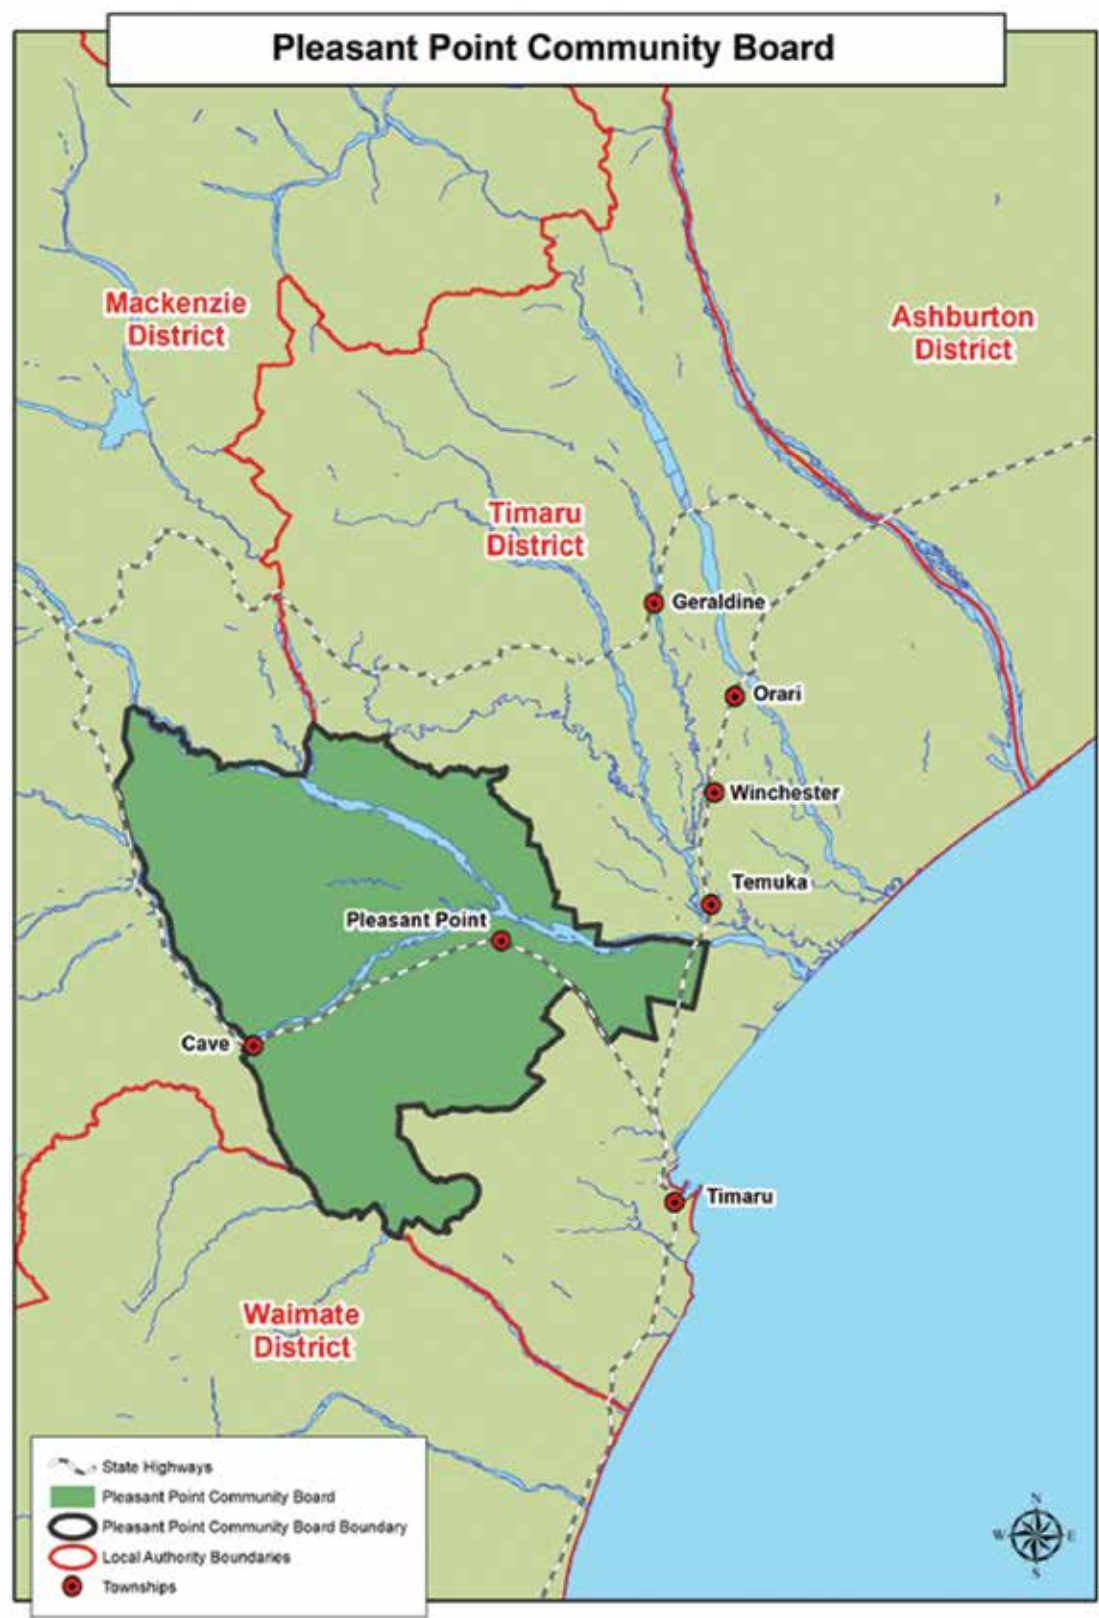 Pleasant Point Community Board
Mackenzie
District
Ashburton
District
Timaru
District
Geraldine
Orari
Winchester
Temuka
Pleasant Point
Cave
Timaru
Waimate
District
State Highways
Pleasant Point Community Board
Pleasant Point Community Board Boundary
Local Authority Boundaries
Townships
N
W
E
S